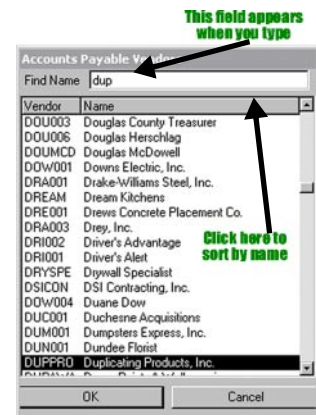 This field appears
when you type
Accounts Payable Vendor
Find Name dup
Vendor Name
DOU003 Douglas County Treasurer
DOU006 Douglas Herschlag
DOUMCD Douglas McDowell
DOW001 Downs Electric, Inc.
DRA001 Drake-Williams Steel, Inc.
DREAM Dream Kitchens
DRE001 Drews Concrete Placement Co.
DRA003 Drey, Inc.
DRI002 Driver's Advantage
DRI001 Driver's Alert
Click here to
sort by name
DRYSPE Drywall Specialist
DSICON DSI Contracting, Inc.
DOW004 Duane Dow
DUC001 Duchesne Acquisitions
DUM001 Dumpsters Express, Inc.
DUN001 Dundee Florist
DUPPRO Duplicating Products, Inc.
OK Cancel